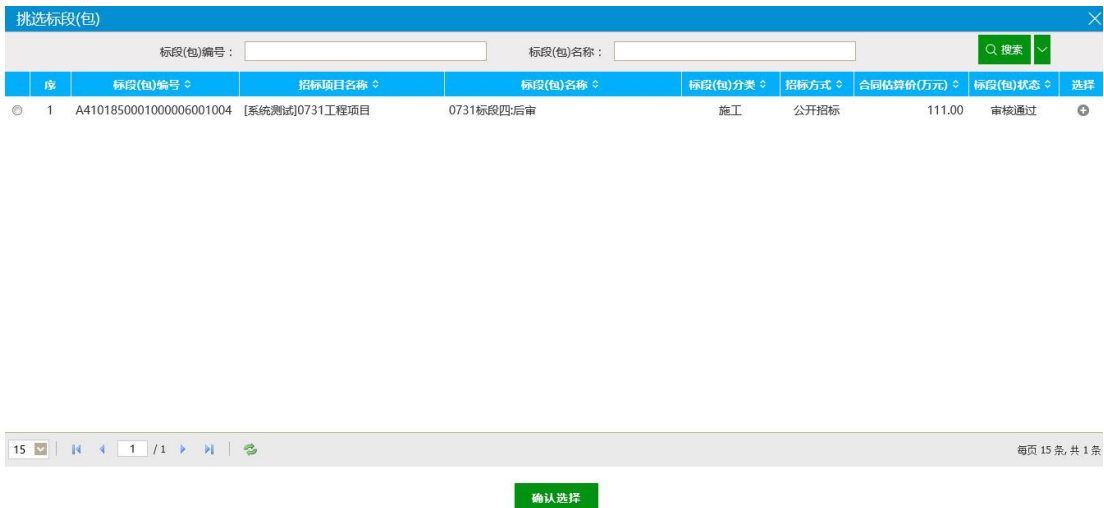 挑选标段(包)
标段(包)编号： 标段(包)名称： 搜索
序 标段(包)编号 招标项目名称 标段(包)名称 标段(包)分类 招标方式 合同估算价(万元) 标段(包)状态 选择
1 A4101850001000006001004 [系统测试]0731工程项目 0731标段四:后审 施工 公开招标 111.00 审核通过
15 1 / 1 每页 15 条, 共 1 条
确认选择